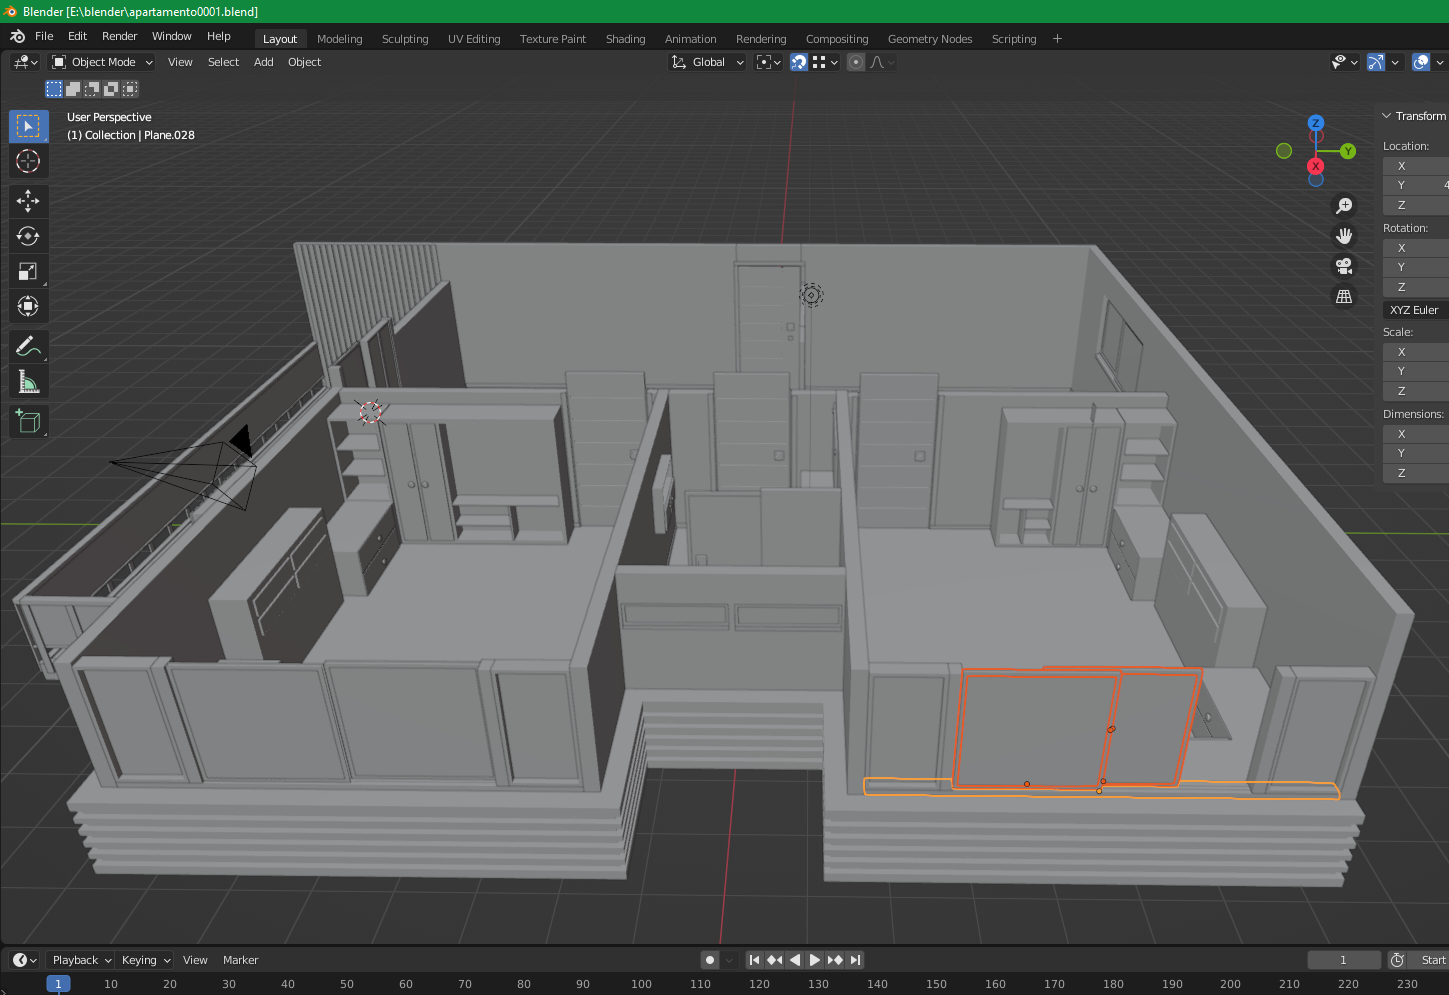 Blender [E:\blender\apartamento0001.blend]
File Edit Render Window Help Layout Modeling Sculpting UV Editing Texture Paint Shading Animation Rendering Compositing Geometry Nodes Scripting +
Object Mode View Select Add Object Global
User Perspective
(1) Collection | Plane.028
Z
Y
X
Transform
Location:
X
Y 4
Z
Rotation:
X
Y
Z
XYZ Euler
Scale:
X
Y
Z
Dimensions:
X
Y
Z
Playback Keying View Marker 1 Start
1 10 20 30 40 50 60 70 80 90 100 110 120 130 140 150 160 170 180 190 200 210 220 230